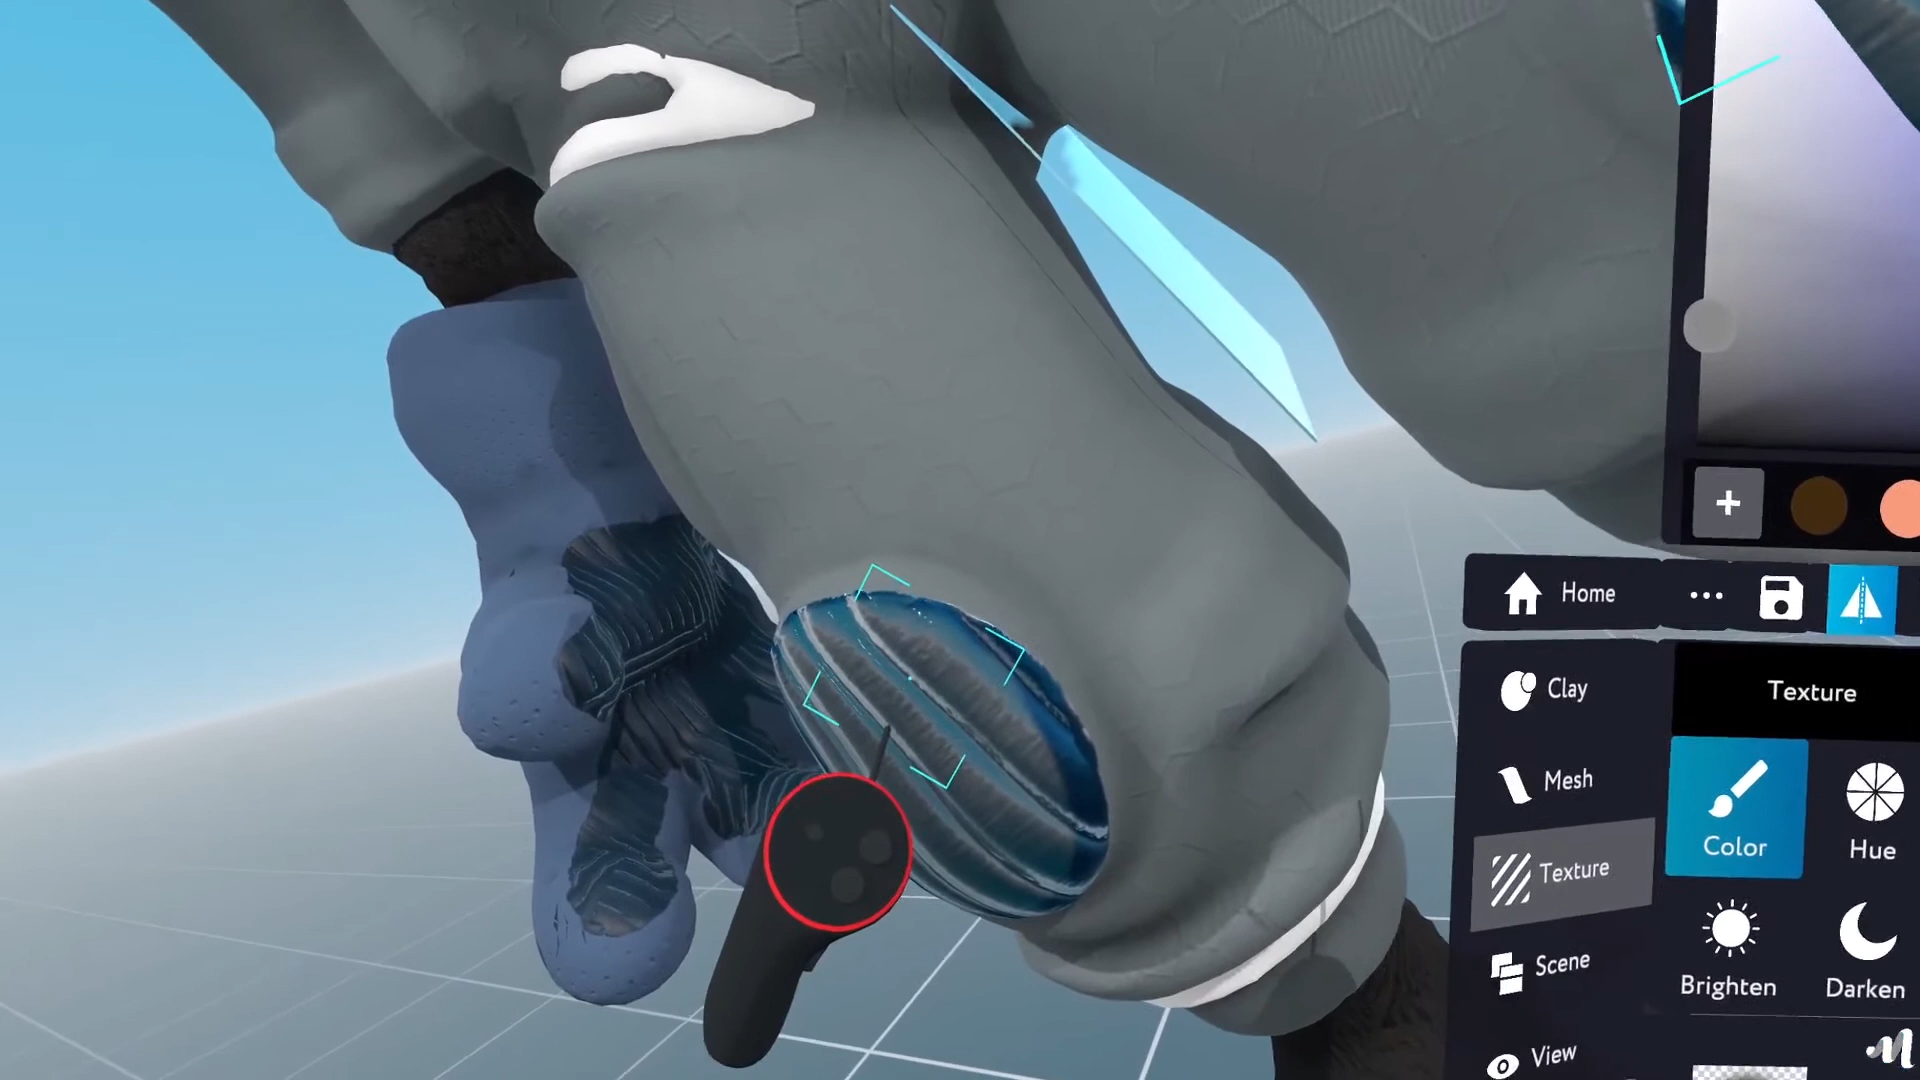 Home
Clay
Texture
Mesh
Color
Hue
Texture
Scene
Brighten
Darken
View